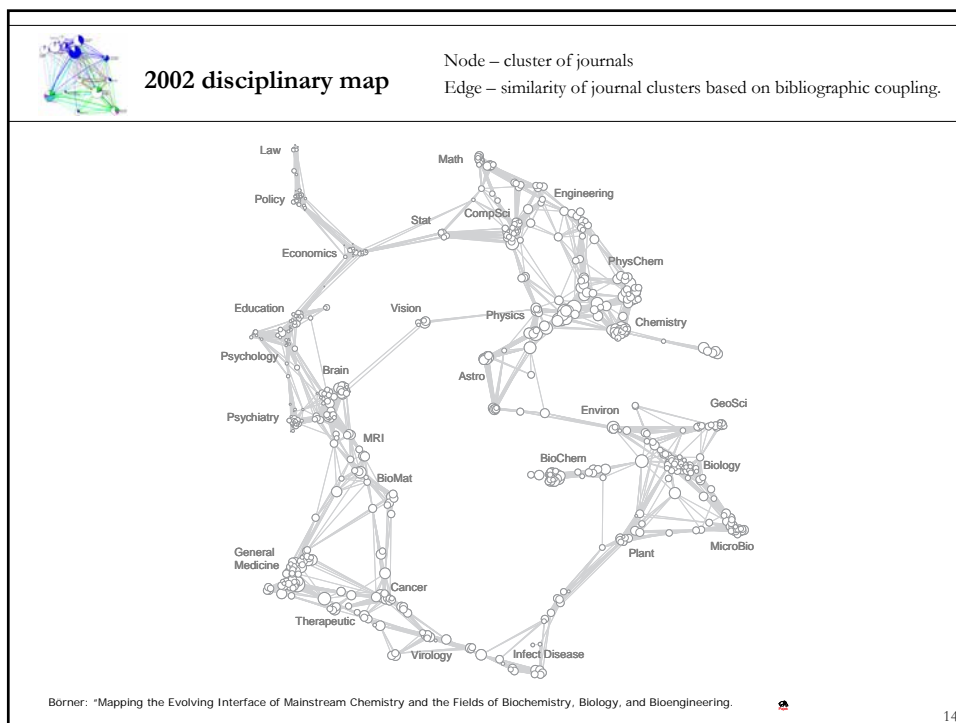 2002 disciplinary map
Node – cluster of journals
Edge – similarity of journal clusters based on bibliographic coupling.
Law
Math
Policy
Engineering
Stat
CompSci
Economics
PhysChem
Education
Vision
Physics
Chemistry
Psychology
Brain
Astro
Psychiatry
Environ
GeoSci
MRI
BioChem
Biology
BioMat
General
Medicine
Plant
MicroBio
Cancer
Therapeutic
Virology
Infect Disease
Börner: "Mapping the Evolving Interface of Mainstream Chemistry and the Fields of Biochemistry, Biology, and Bioengineering.
14